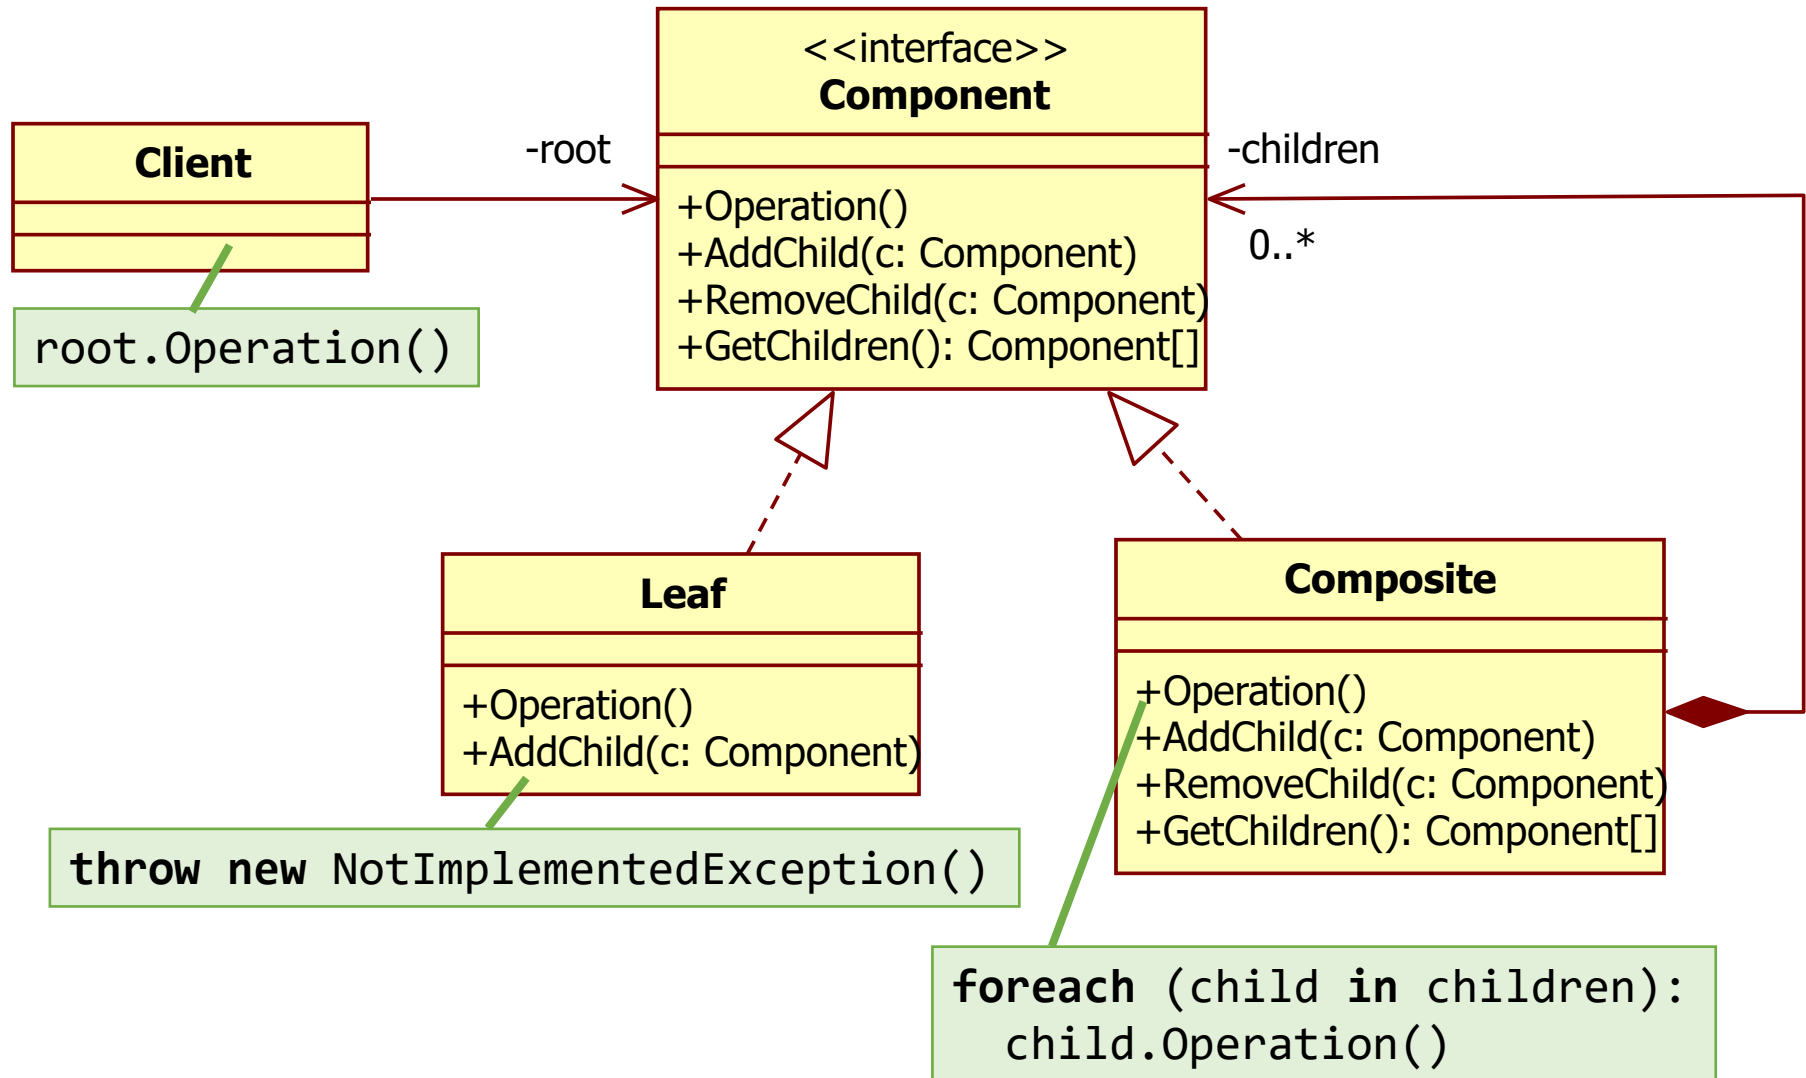 <<interface>>
Component
+Operation()
+AddChild(c: Component)
+RemoveChild(c: Component)
+GetChildren(): Component[]
Client
-root
-children
0..*
root.Operation()
Leaf
+Operation()
+AddChild(c: Component)
throw new NotImplementedException()
Composite
+Operation()
+AddChild(c: Component)
+RemoveChild(c: Component)
+GetChildren(): Component[]
foreach (child in children):
child.Operation()